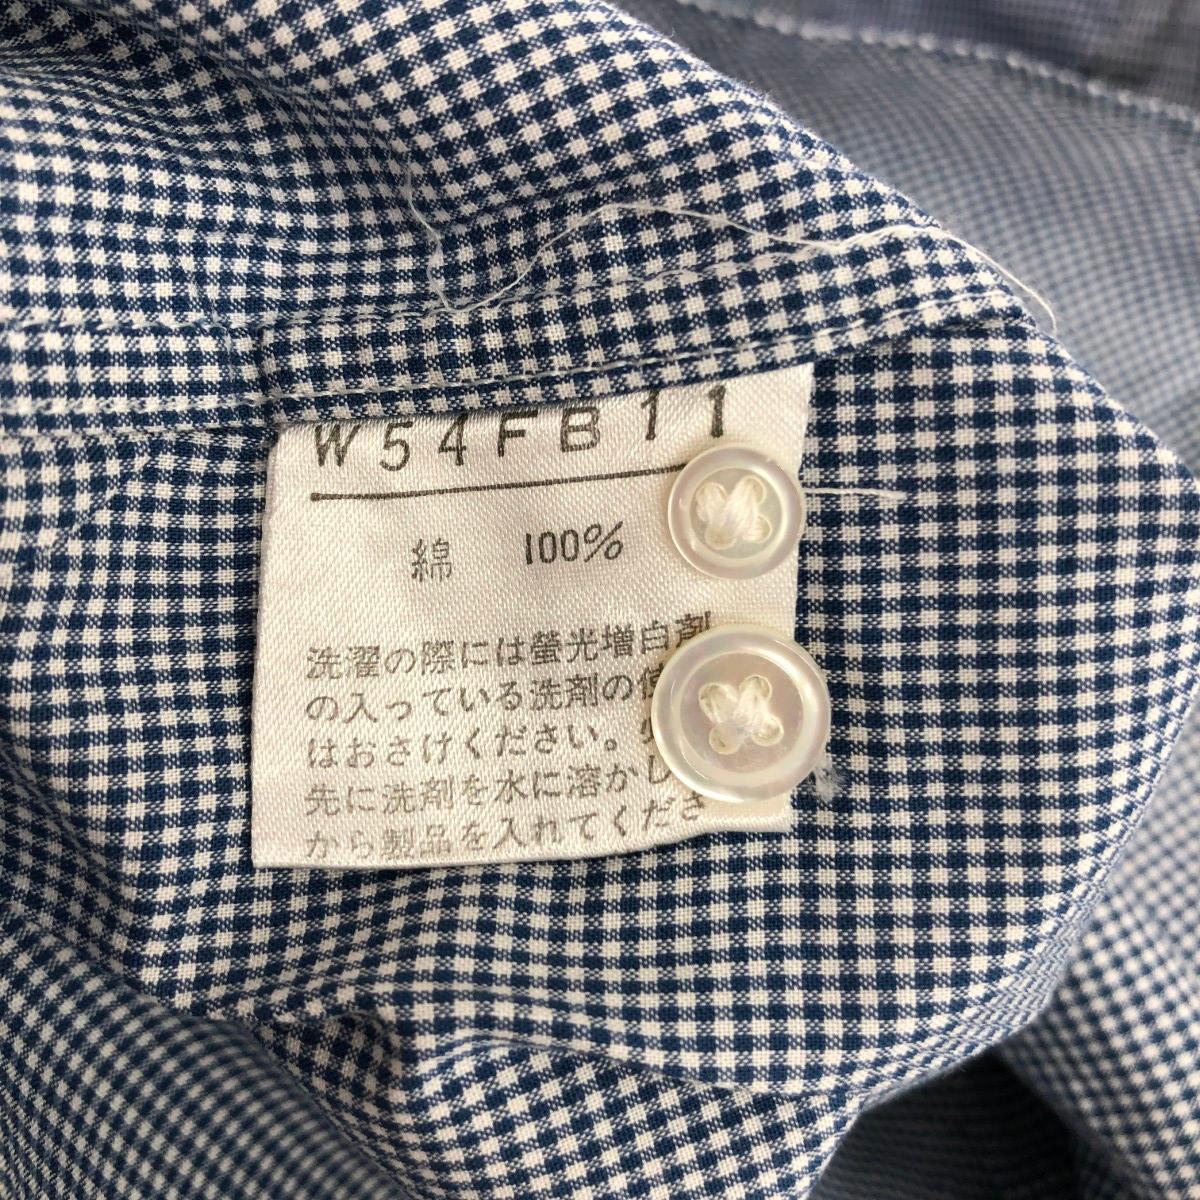 W54FB11
綿 100%
洗濯の際には螢光増白剤
の入っている洗剤の
はおさけください。
先に洗剤を水に溶かし
から製品を入れてくださ